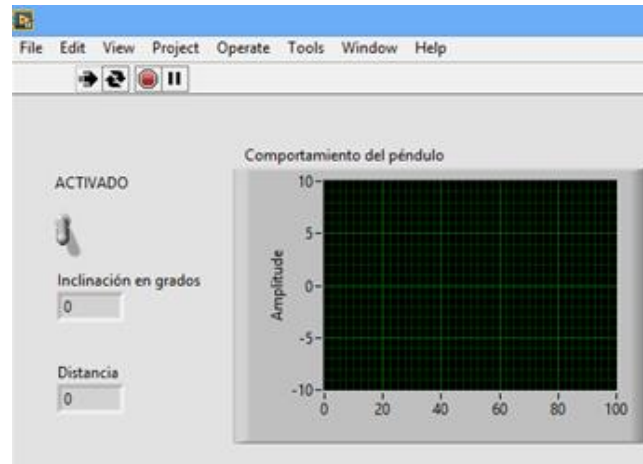 File Edit View Project Operate Tools Window Help
Comportamiento del péndulo
ACTIVADO
Inclinación en grados
0
Distancia
0
Amplitude
10
5
0
-5
-10
0 20 40 60 80 100